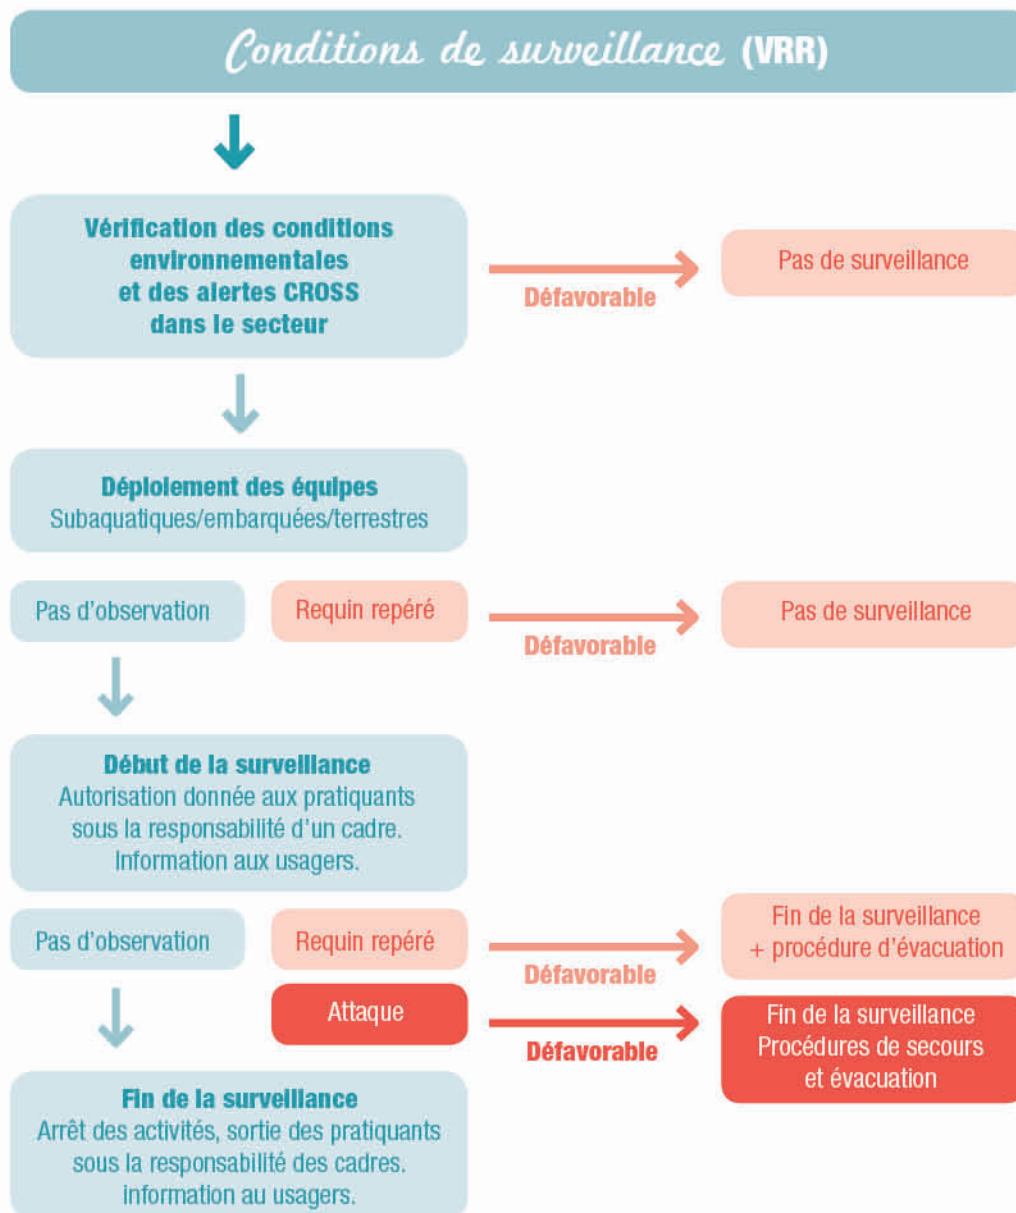 Conditions de surveillance (VRR)
Vérification des conditions
environnementales
et des alertes CROSS
dans le secteur
Défavorable
Pas de surveillance
Déploiement des équipes
Subaquatiques/embarquées/terrestres
Pas d'observation
Requin repéré
Défavorable
Pas de surveillance
Début de la surveillance
Autorisation donnée aux pratiquants
sous la responsabilité d'un cadre.
Information aux usagers.
Pas d'observation
Requin repéré
Défavorable
Fin de la surveillance
+ procédure d'évacuation
Attaque
Défavorable
Fin de la surveillance
Procédures de secours
et évacuation
Fin de la surveillance
Arrêt des activités, sortie des pratiquants
sous la responsabilité des cadres.
information au usagers.